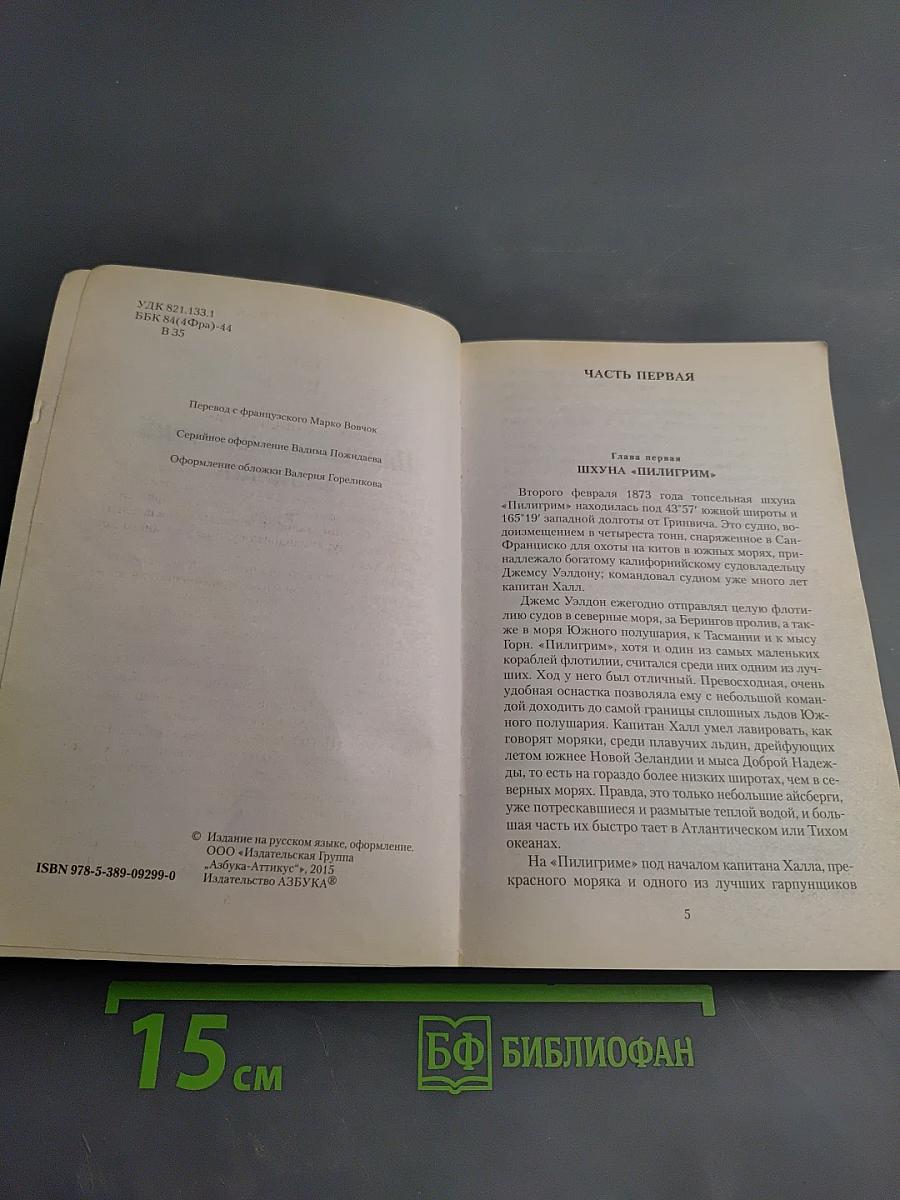 УДК 821.133.1
ББК 84(4Фра)-44
В 35
Перевод с французского Марко Вовчок
Серийное оформление Вадима Пожидаева
Оформление обложки Валерия Гореликова
© Издание на русском языке, оформление.
ООО «Издательская Группа
„Азбука-Аттикус“», 2015
Издательство АЗБУКА®
ISBN 978-5-389-09299-0
ЧАСТЬ ПЕРВАЯ
Глава первая
ШХУНА «ПИЛИГРИМ»
Второго февраля 1873 года топсельная шхуна
«Пилигрим» находилась под 43°57′ южной широты и
165°19′ западной долготы от Гринвича. Это судно, во-
доизмещением в четыреста тонн, снаряженное в Сан-
Франциско для охоты на китов в южных морях, при-
надлежало богатому калифорнийскому судовладельцу
Джемсу Уэлдону; командовал судном уже много лет
капитан Халл.
Джемс Уэлдон ежегодно отправлял целую флоти-
лию судов в северные моря, за Берингов пролив, а так-
же в моря Южного полушария, к Тасмании и к мысу
Горн. «Пилигрим», хотя и один из самых маленьких
кораблей флотилии, считался среди них одним из луч-
ших. Ход у него был отличный. Превосходная, очень
удобная оснастка позволяла ему с небольшой коман-
дой доходить до самой границы сплошных льдов Юж-
ного полушария. Капитан Халл умел лавировать, как
говорят моряки, среди плавучих льдин, дрейфующих
летом южнее Новой Зеландии и мыса Доброй Надеж-
ды, то есть на гораздо более низких широтах, чем в се-
верных морях. Правда, это только небольшие айсберги,
уже потрескавшиеся и размытые теплой водой, и боль-
шая часть их быстро тает в Атлантическом или Тихом
океанах.
На «Пилигриме» под началом капитана Халла, пре-
красного моряка и одного из лучших гарпунщиков
5
15 см
БФ БИБЛИОФАН